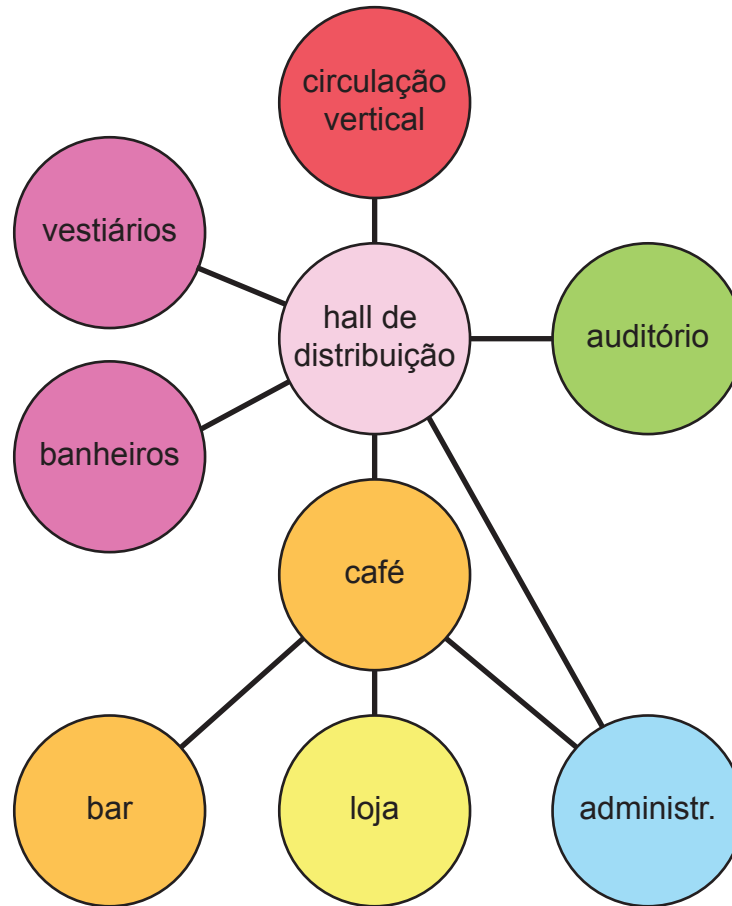 circulação
vertical
vestiários
hall de
distribuição
auditório
banheiros
café
bar
loja
administr.